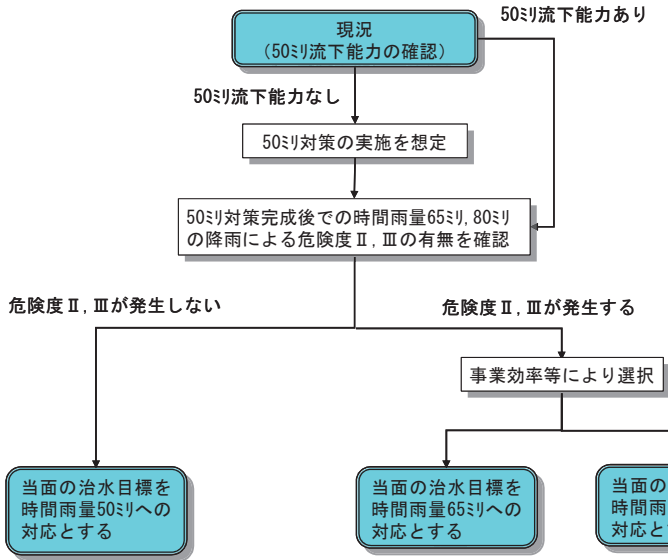 50ミリ流下能力あり
現況
（50ミリ流下能力の確認）
50ミリ流下能力なし
50ミリ対策の実施を想定
50ミリ対策完成後での時間雨量65ミリ,80ミリ
の降雨による危険度Ⅱ,Ⅲの有無を確認
危険度Ⅱ,Ⅲが発生しない
危険度Ⅱ,Ⅲが発生する
事業効率等により選択
当面の治水目標を
時間雨量50ミリへの
対応とする
当面の治水目標を
時間雨量65ミリへの
対応とする
当面の
時間雨
対応と